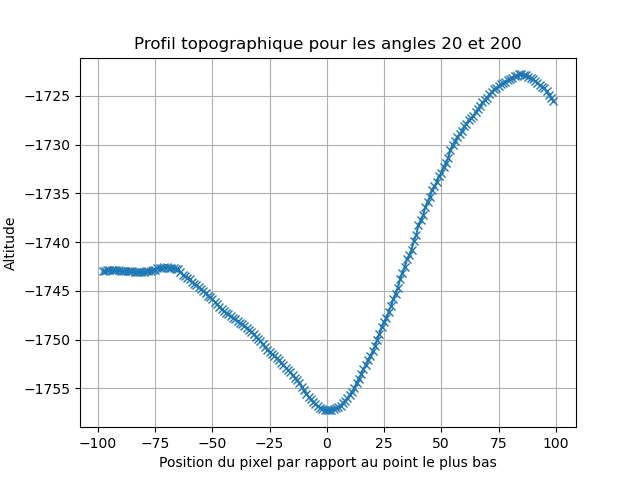 Profil topographique pour les angles 20 et 200
Altitude
−1725
−1730
−1735
−1740
−1745
−1750
−1755
−100 −75 −50 −25 0 25 50 75 100
Position du pixel par rapport au point le plus bas